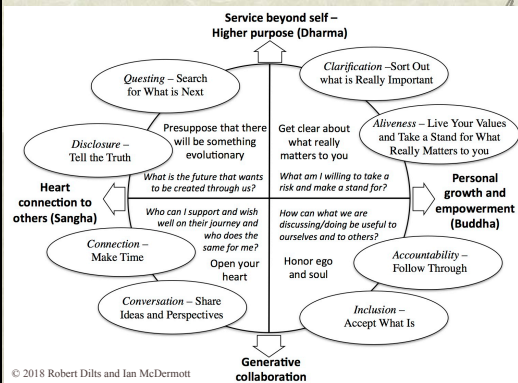 Service beyond self –
Higher purpose (Dharma)
Questing – Search
for What is Next
Clarification –Sort Out
what is Really Important
Disclosure –
Tell the Truth
Presuppose that there
will be something
evolutionary
What is the future that wants
to be created through us?
Get clear about
what really
matters to you
What am I willing to take a
risk and make a stand for?
Aliveness – Live Your Values
and Take a Stand for What
Really Matters to you
Heart
connection to
others (Sangha)
Personal
growth and
empowerment
(Buddha)
Who can I support and wish
well on their journey and
who does the
same for me?
Open your
heart
How can what we are
discussing/doing be useful to
ourselves and to others?
Honor ego
and soul
Connection –
Make Time
Accountability –
Follow Through
Conversation – Share
Ideas and Perspectives
Inclusion –
Accept What Is
Generative
collaboration
© 2018 Robert Dilts and Ian McDermott